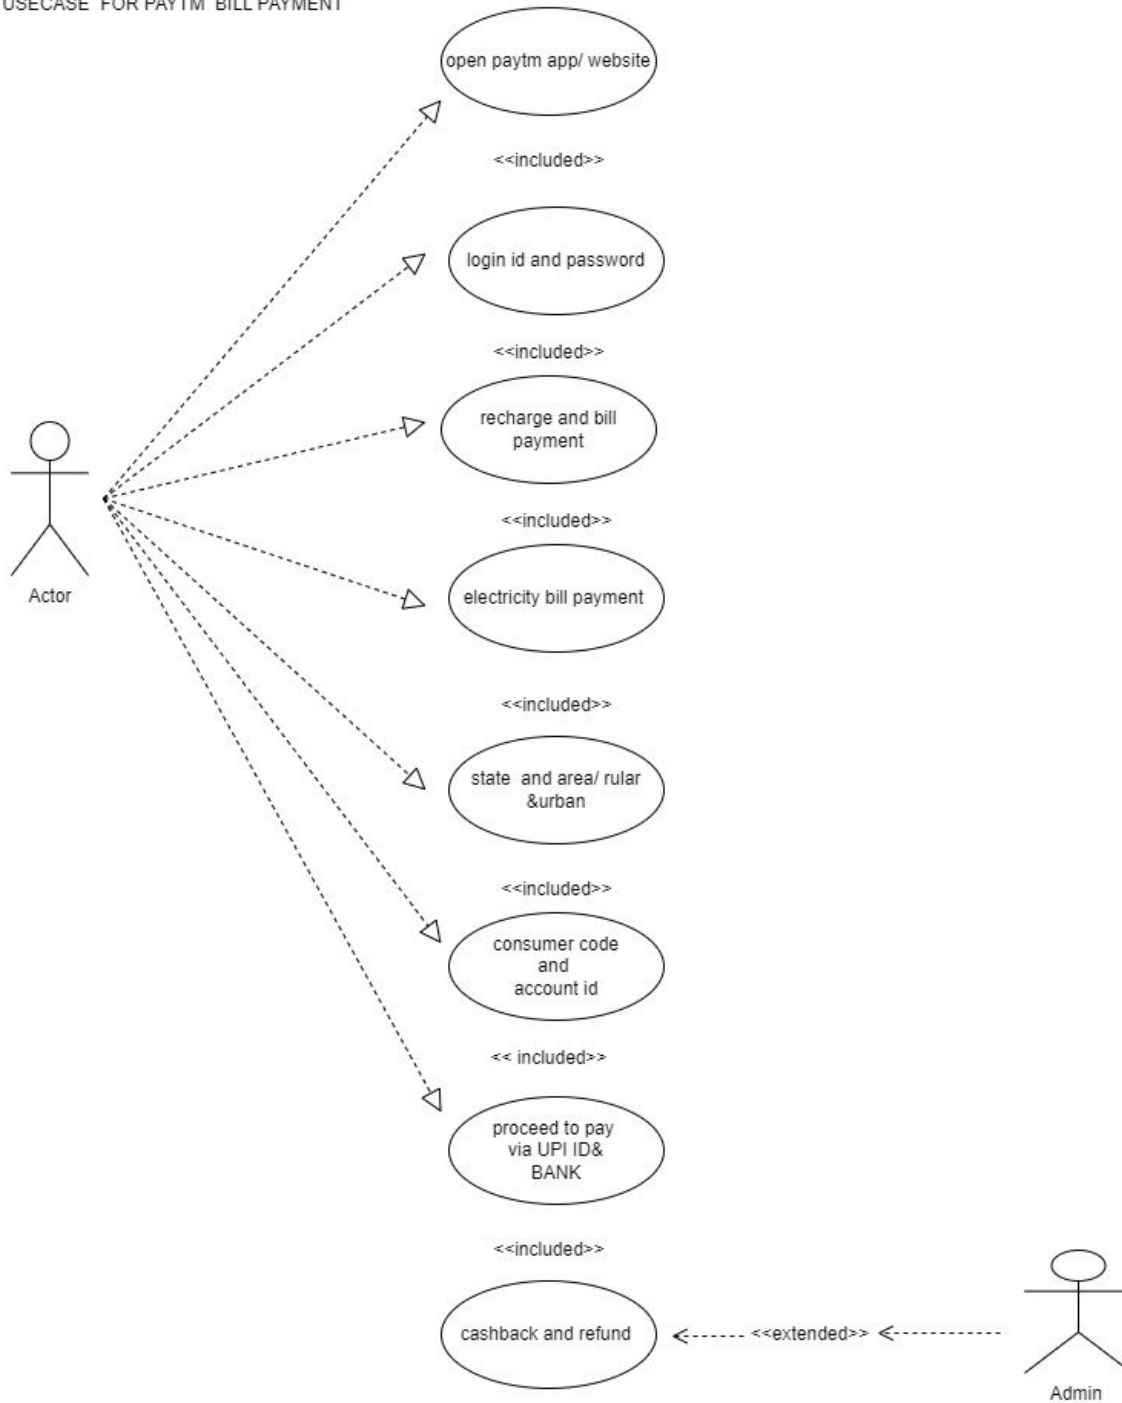 USECASE FOR PAYTM BILL PAYMENT
open paytm app/ website
<<included>>
login id and password
<<included>>
recharge and bill
payment
<<included>>
Actor
electricity bill payment
<<included>>
state and area/ rular
&urban
<<included>>
consumer code
and
account id
<< included>>
proceed to pay
via UPI ID&
BANK
<<included>>
cashback and refund
<<extended>>
Admin